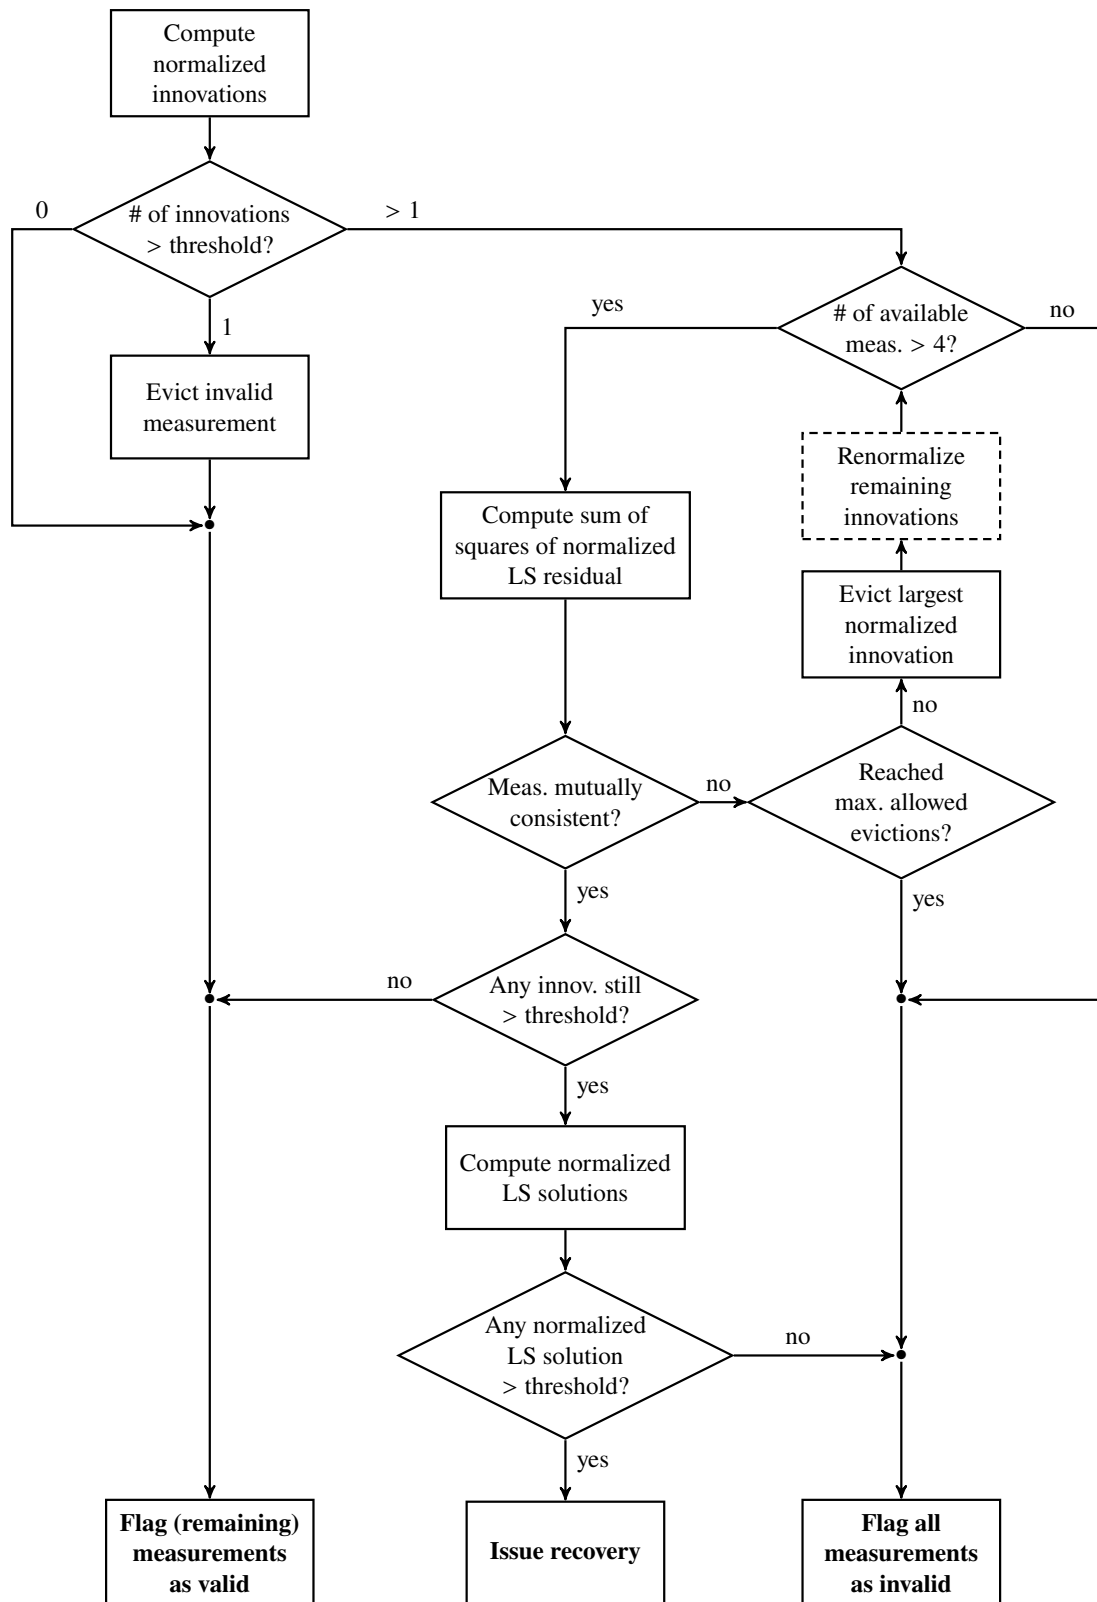 Compute
normalized
innovations
0
# of innovations
> threshold?
> 1
1
Evict invalid
measurement
yes
# of available
meas. > 4?
no
Renormalize
remaining
innovations
Compute sum of
squares of normalized
LS residual
Evict largest
normalized
innovation
no
Meas. mutually
consistent?
no
Reached
max. allowed
evictions?
yes
yes
no
Any innov. still
> threshold?
yes
Compute normalized
LS solutions
Any normalized
LS solution
> threshold?
no
yes
Flag (remaining)
measurements
as valid
Issue recovery
Flag all
measurements
as invalid